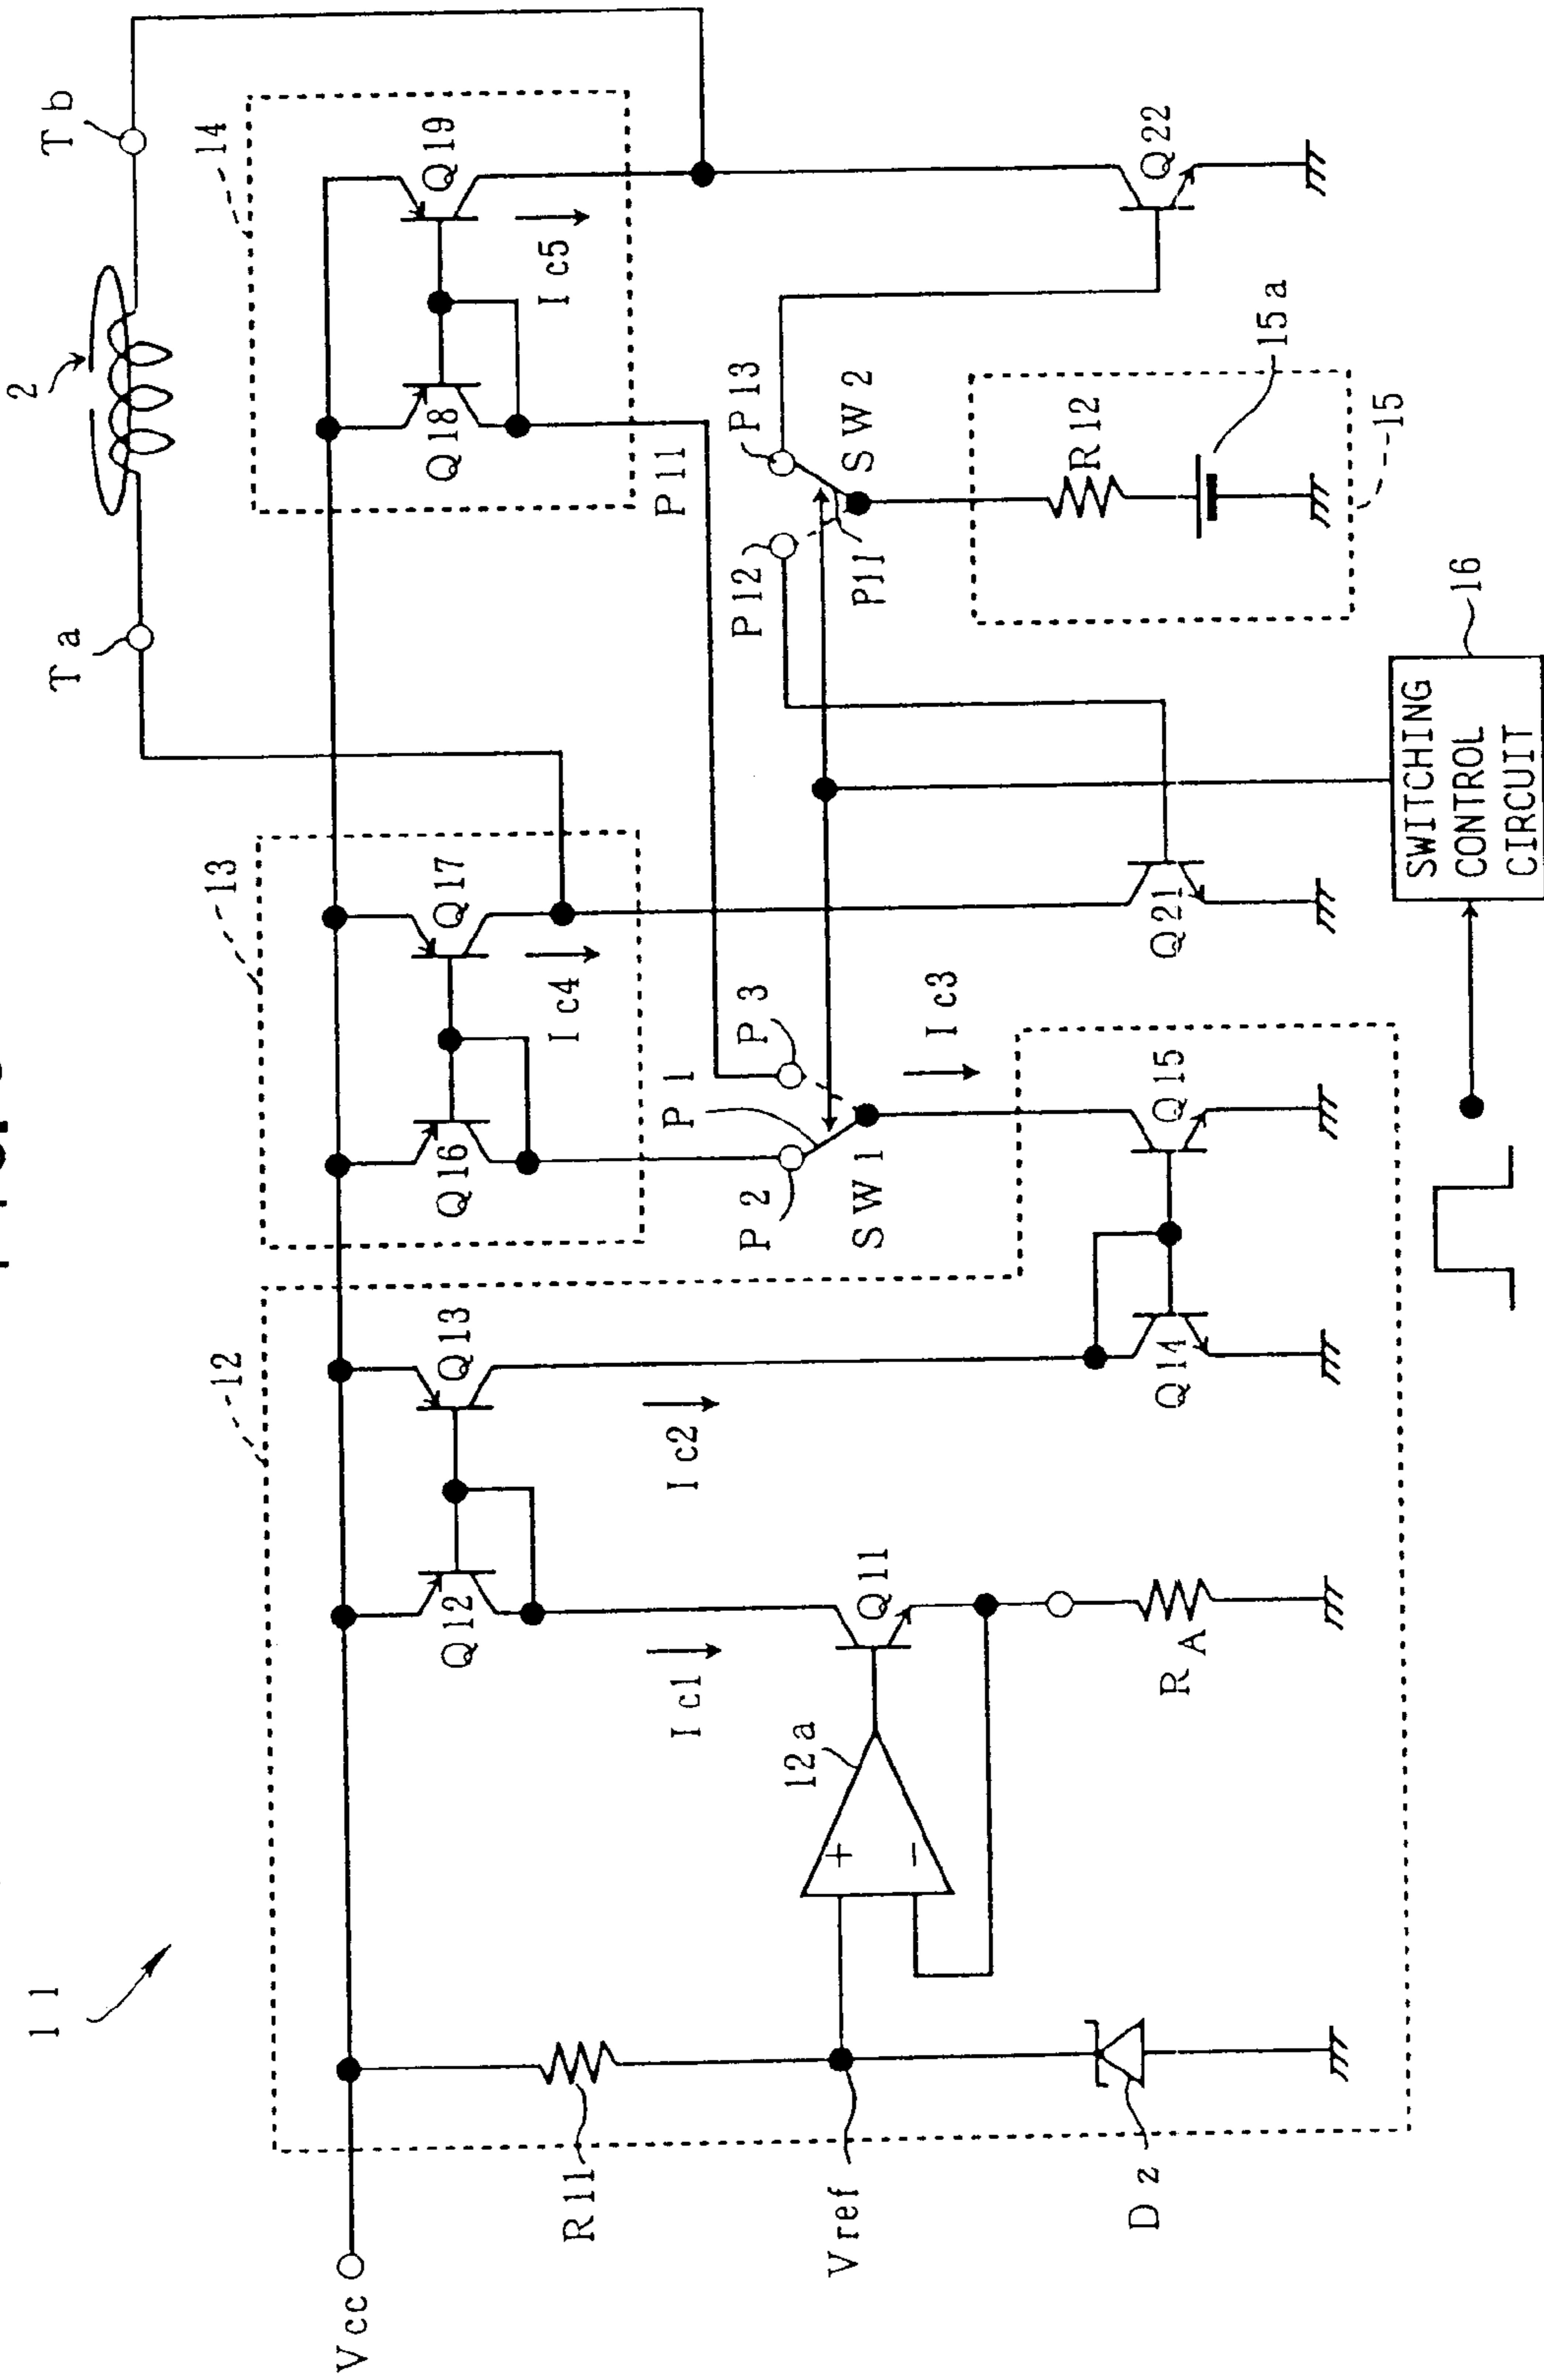 11
2
Ta
Tb
12
13
14
Vcc
R11
Q12
Q13
Q16
Q17
Q18
Q19
Ic1
Ic2
Ic4
Ic5
P11
Vref
12a
+
-
Q11
P2
P1
P3
SW1
Ic3
P12
P13
SW2
P11
Dz
RA
Q14
Q15
Q21
R12
Q22
15a
15
SWITCHING
CONTROL
CIRCUIT
16